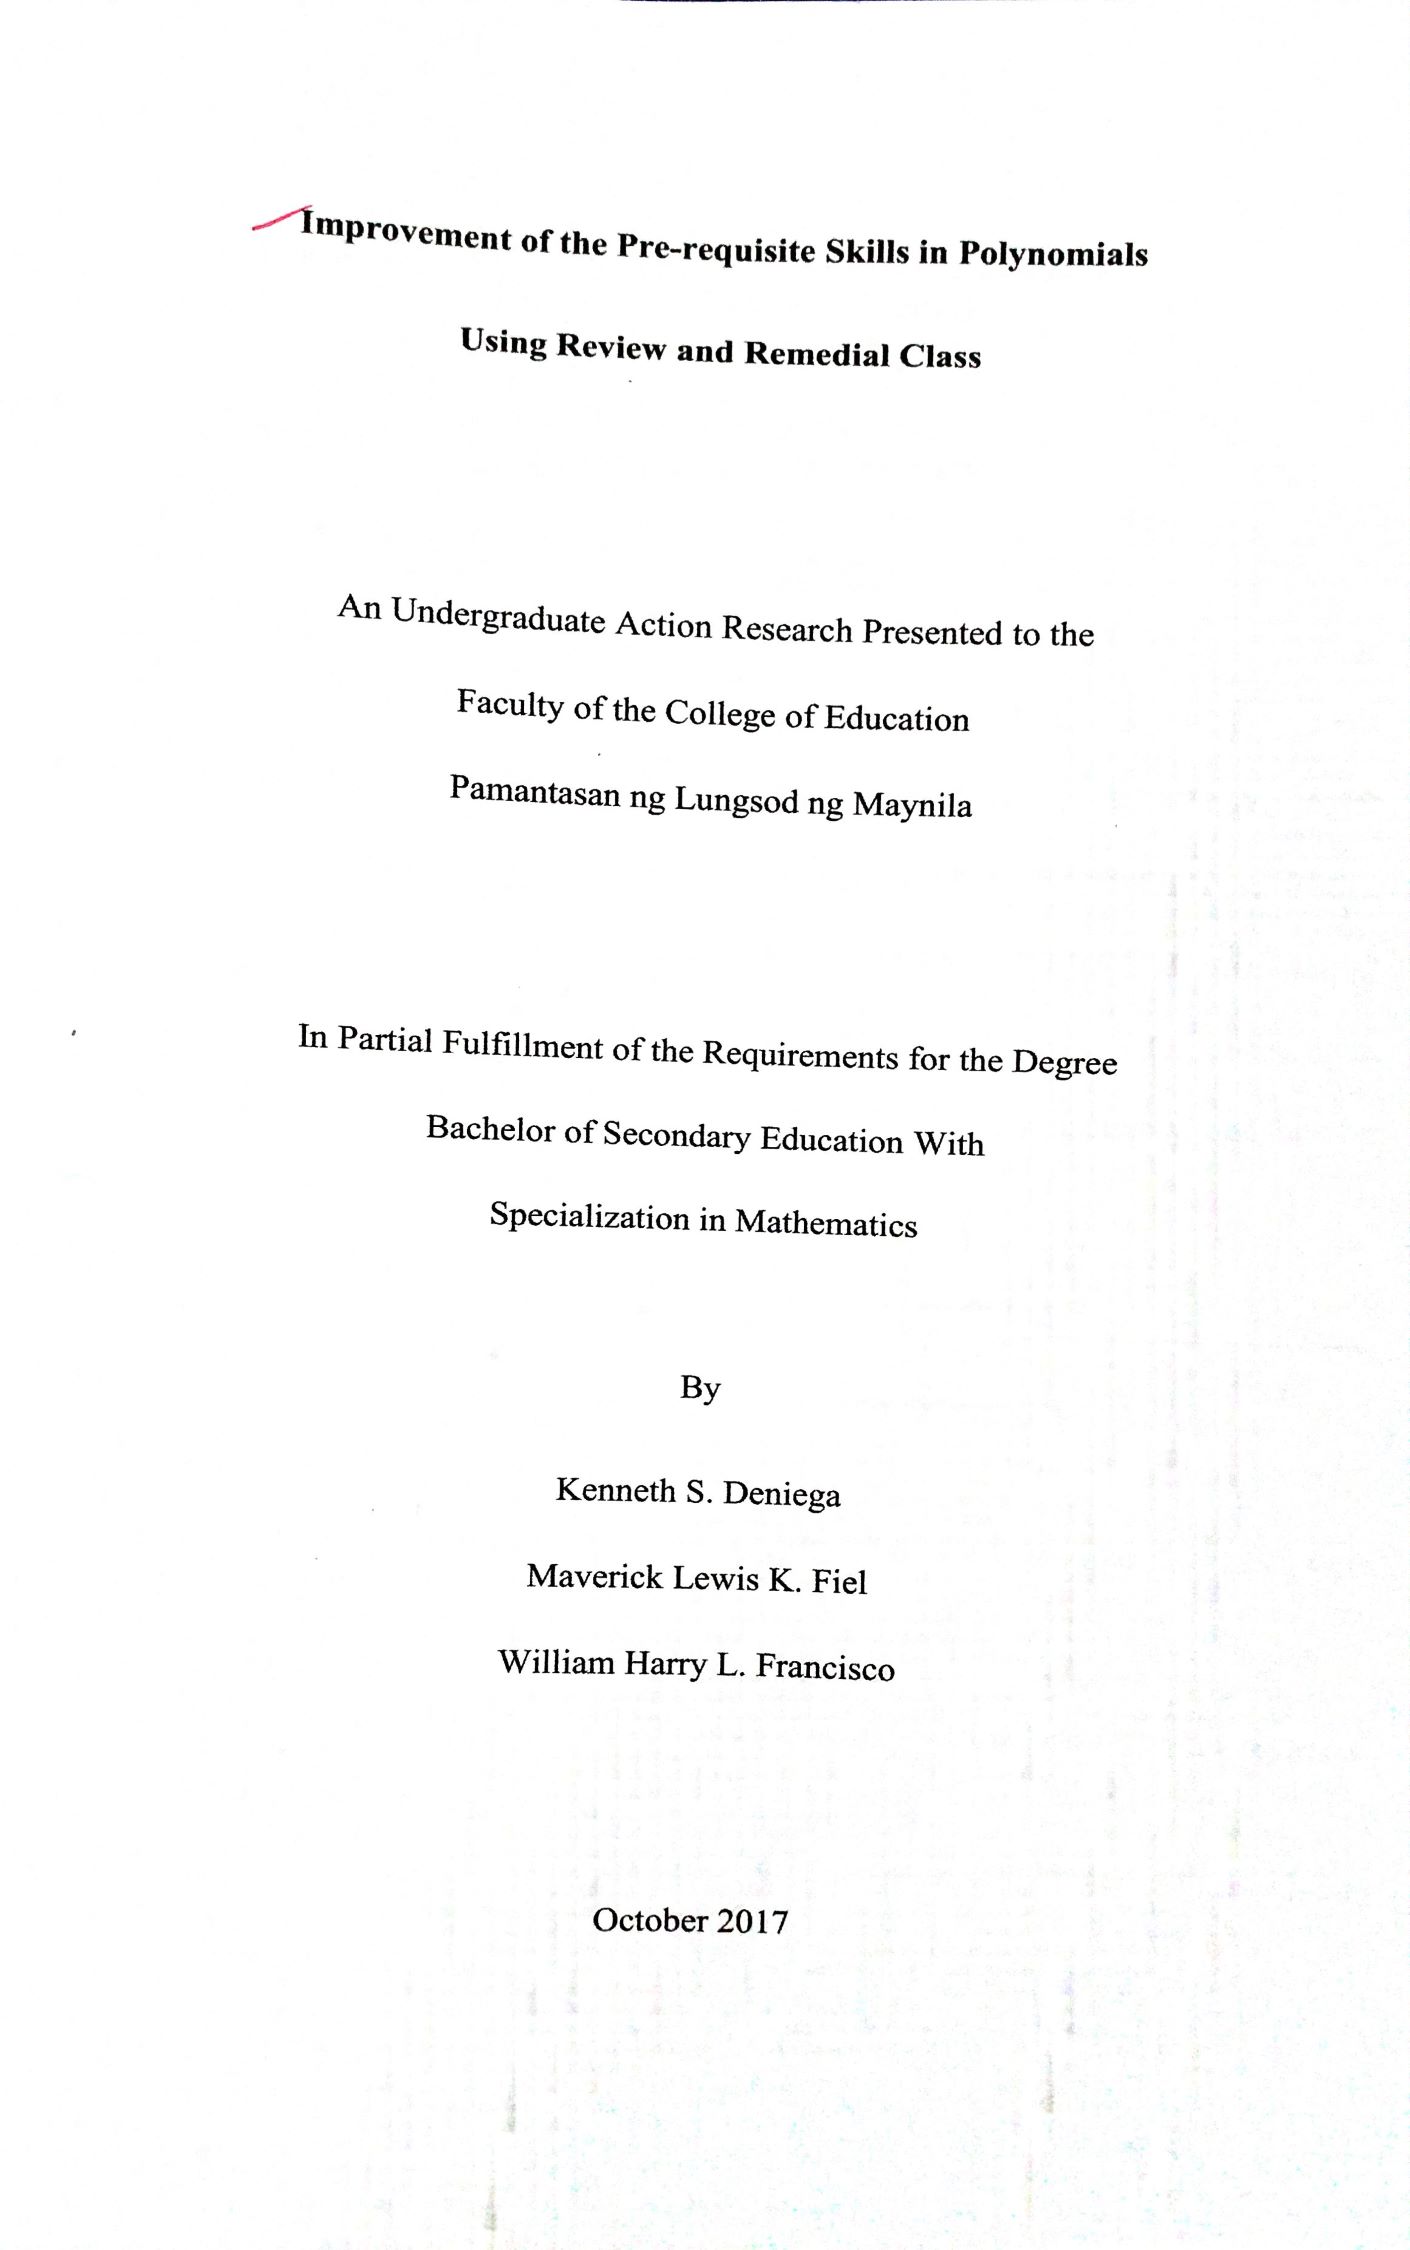 Improvement of the Pre-requisite Skills in Polynomials
Using Review and Remedial Class
An Undergraduate Action Research Presented to the
Faculty of the College of Education
Pamantasan ng Lungsod ng Maynila
In Partial Fulfillment of the Requirements for the Degree
Bachelor of Secondary Education With
Specialization in Mathematics
By
Kenneth S. Deniega
Maverick Lewis K. Fiel
William Harry L. Francisco
October 2017